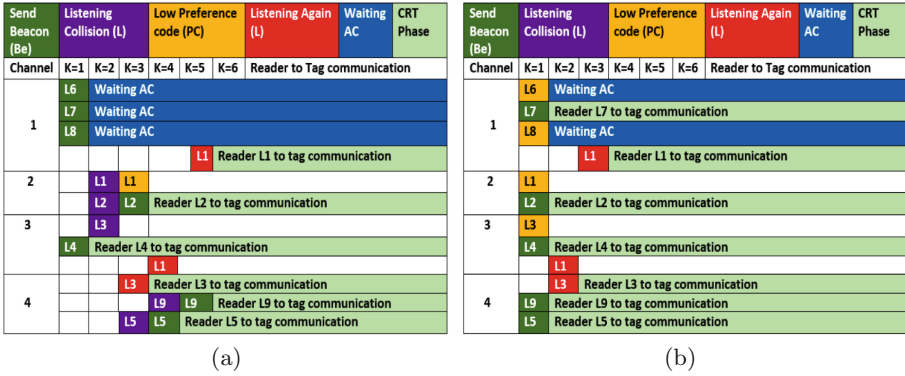 Send Beacon (Be) Listening Collision (L) Low Preference code (PC) Listening Again (L) Waiting AC CRT Phase
Channel K=1 K=2 K=3 K=4 K=5 K=6 Reader to Tag communication
1
L6 Waiting AC
L7 Waiting AC
L8 Waiting AC
L1 Reader L1 to tag communication
2
L1 L1
L2 L2 Reader L2 to tag communication
3
L3
L4 Reader L4 to tag communication
L1
4
L3 Reader L3 to tag communication
L9 L9 Reader L9 to tag communication
L5 L5 Reader L5 to tag communication
(a)
Send Beacon (Be) Listening Collision (L) Low Preference code (PC) Listening Again (L) Waiting AC CRT Phase
Channel K=1 K=2 K=3 K=4 K=5 K=6 Reader to Tag communication
1
L6 Waiting AC
L7 Reader L7 to tag communication
L8 Waiting AC
L1 Reader L1 to tag communication
2
L1
L2 Reader L2 to tag communication
3
L3
L4 Reader L4 to tag communication
L1
4
L3 Reader L3 to tag communication
L9 Reader L9 to tag communication
L5 Reader L5 to tag communication
(b)